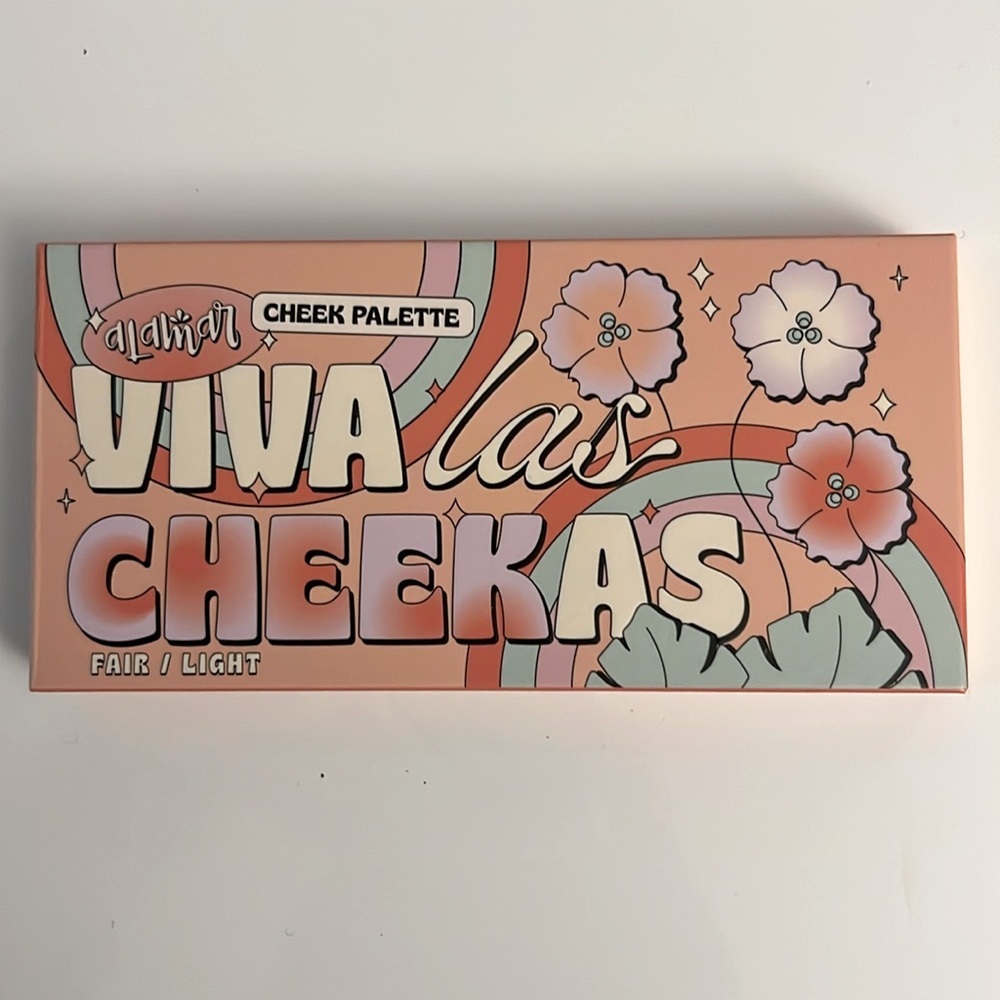 aLamar
CHEEK PALETTE
VIVA las
CHEEKAS
FAIR / LIGHT